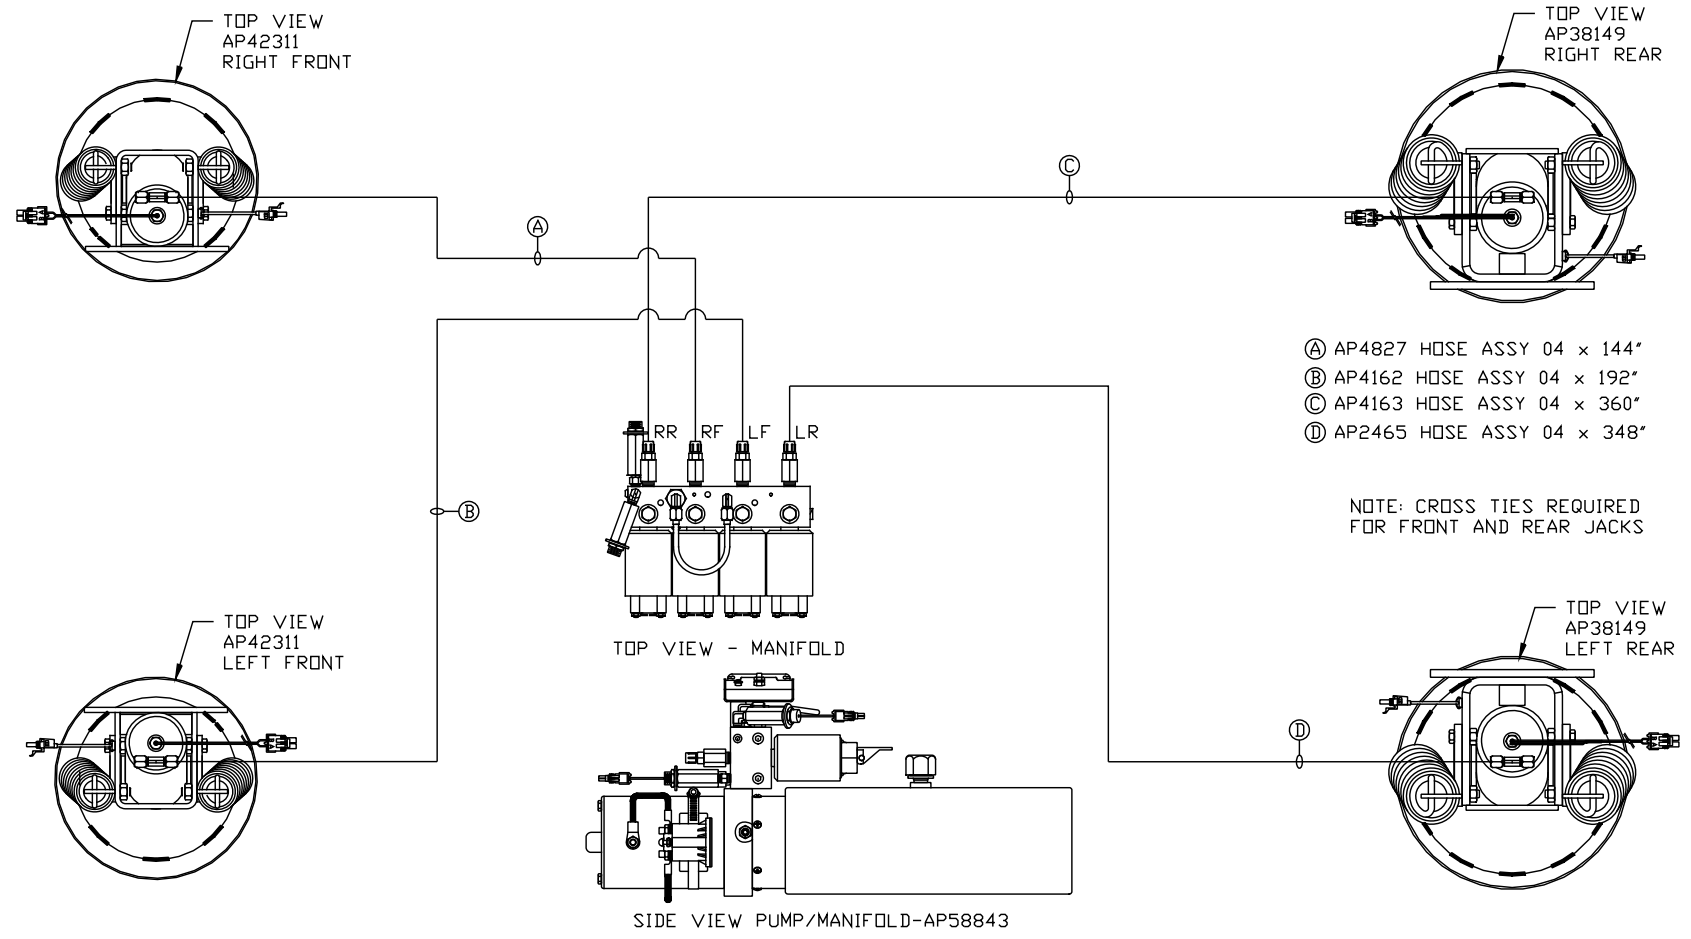 TOP VIEW
AP42311
RIGHT FRONT
TOP VIEW
AP38149
RIGHT REAR
C
A
A AP4827 HOSE ASSY 04 x 144"
B AP4162 HOSE ASSY 04 x 192"
C AP4163 HOSE ASSY 04 x 360"
D AP2465 HOSE ASSY 04 x 348"
RR RF LF LR
B
NOTE: CROSS TIES REQUIRED
FOR FRONT AND REAR JACKS
TOP VIEW
AP42311
LEFT FRONT
TOP VIEW - MANIFOLD
TOP VIEW
AP38149
LEFT REAR
D
SIDE VIEW PUMP/MANIFOLD-AP58843